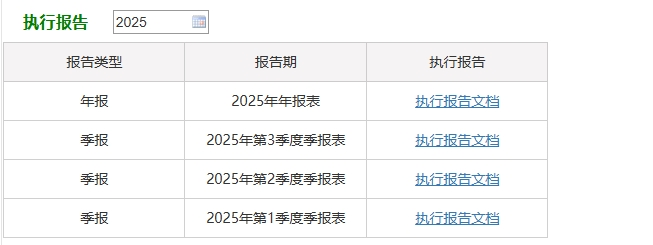 执行报告 2025
报告类型 报告期 执行报告
年报 2025年年报表 执行报告文档
季报 2025年第3季度季报表 执行报告文档
季报 2025年第2季度季报表 执行报告文档
季报 2025年第1季度季报表 执行报告文档